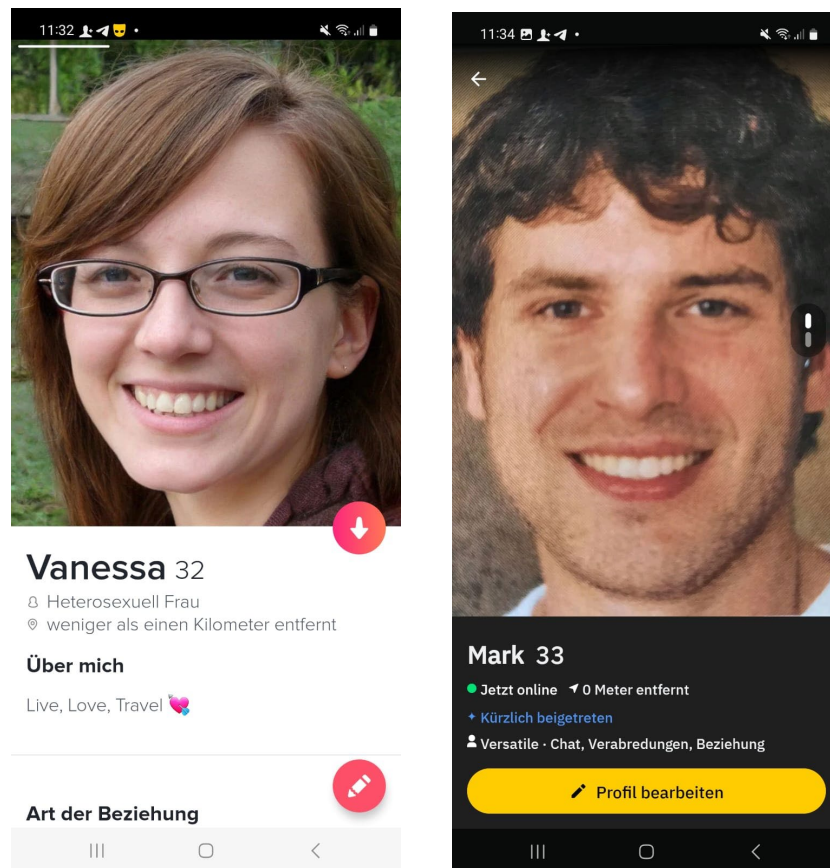 11:32
Vanessa 32
Heterosexuell Frau
weniger als einen Kilometer entfernt
Über mich
Live, Love, Travel 💘
Art der Beziehung
11:34
Mark 33
Jetzt online 0 Meter entfernt
Kürzlich beigetreten
Versatile · Chat, Verabredungen, Beziehung
Profil bearbeiten